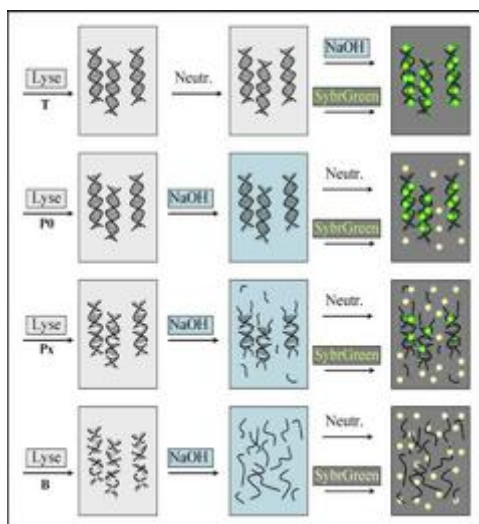 NaOH
Lyse
Neutr.
SybrGreen
T
Lyse
NaOH
Neutr.
SybrGreen
P0
Lyse
NaOH
Neutr.
SybrGreen
Px
Lyse
NaOH
Neutr.
SybrGreen
B